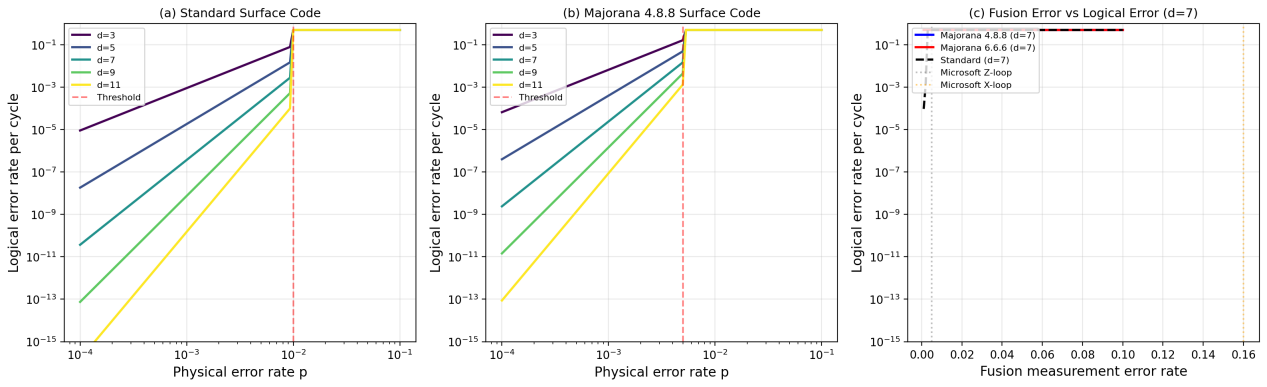 (a) Standard Surface Code
Logical error rate per cycle
10⁻¹
10⁻³
10⁻⁵
10⁻⁷
10⁻⁹
10⁻¹¹
10⁻¹³
10⁻¹⁵
d=3
d=5
d=7
d=9
d=11
Threshold
10⁻⁴
10⁻³
10⁻²
10⁻¹
Physical error rate p
(b) Majorana 4.8.8 Surface Code
Logical error rate per cycle
10⁻¹
10⁻³
10⁻⁵
10⁻⁷
10⁻⁹
10⁻¹¹
10⁻¹³
10⁻¹⁵
d=3
d=5
d=7
d=9
d=11
Threshold
10⁻⁴
10⁻³
10⁻²
10⁻¹
Physical error rate p
(c) Fusion Error vs Logical Error (d=7)
Logical error rate per cycle
10⁻¹
10⁻³
10⁻⁵
10⁻⁷
10⁻⁹
10⁻¹¹
10⁻¹³
10⁻¹⁵
Majorana 4.8.8 (d=7)
Majorana 6.6.6 (d=7)
Standard (d=7)
Microsoft Z-loop
Microsoft X-loop
0.00 0.02 0.04 0.06 0.08 0.10 0.12 0.14 0.16
Fusion measurement error rate